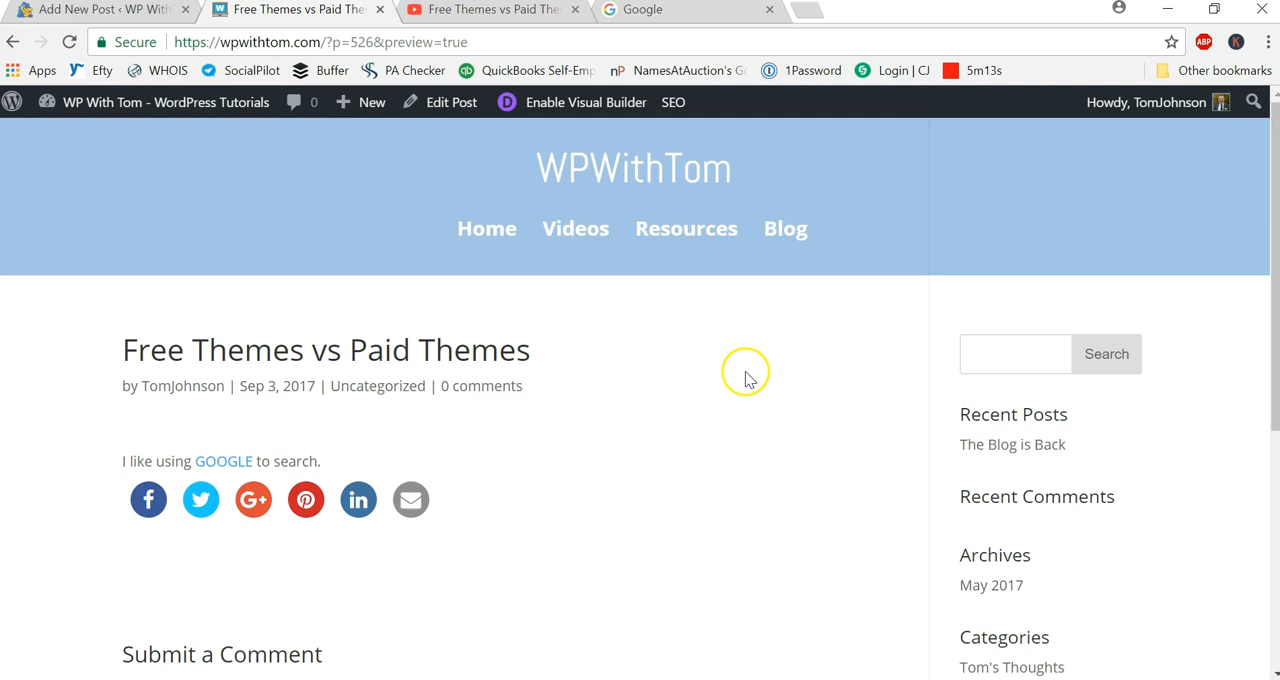 Add New Post ‹ WP With
Free Themes vs Paid The
Free Themes vs Paid The
Google
Secure
https://wpwithtom.com/?p=526&preview=true
ABP
K
Apps
Efty
WHOIS
SocialPilot
Buffer
PA Checker
qb
QuickBooks Self-Emp
nP
NamesAtAuction's Go
1Password
Login | CJ
5m13s
Other bookmarks
WP With Tom - WordPress Tutorials
0
New
Edit Post
D
Enable Visual Builder
SEO
Howdy, TomJohnson
WPWithTom
Home
Videos
Resources
Blog
Free Themes vs Paid Themes
by TomJohnson | Sep 3, 2017 | Uncategorized | 0 comments
I like using GOOGLE to search.
Submit a Comment
Search
Recent Posts
The Blog is Back
Recent Comments
Archives
May 2017
Categories
Tom's Thoughts